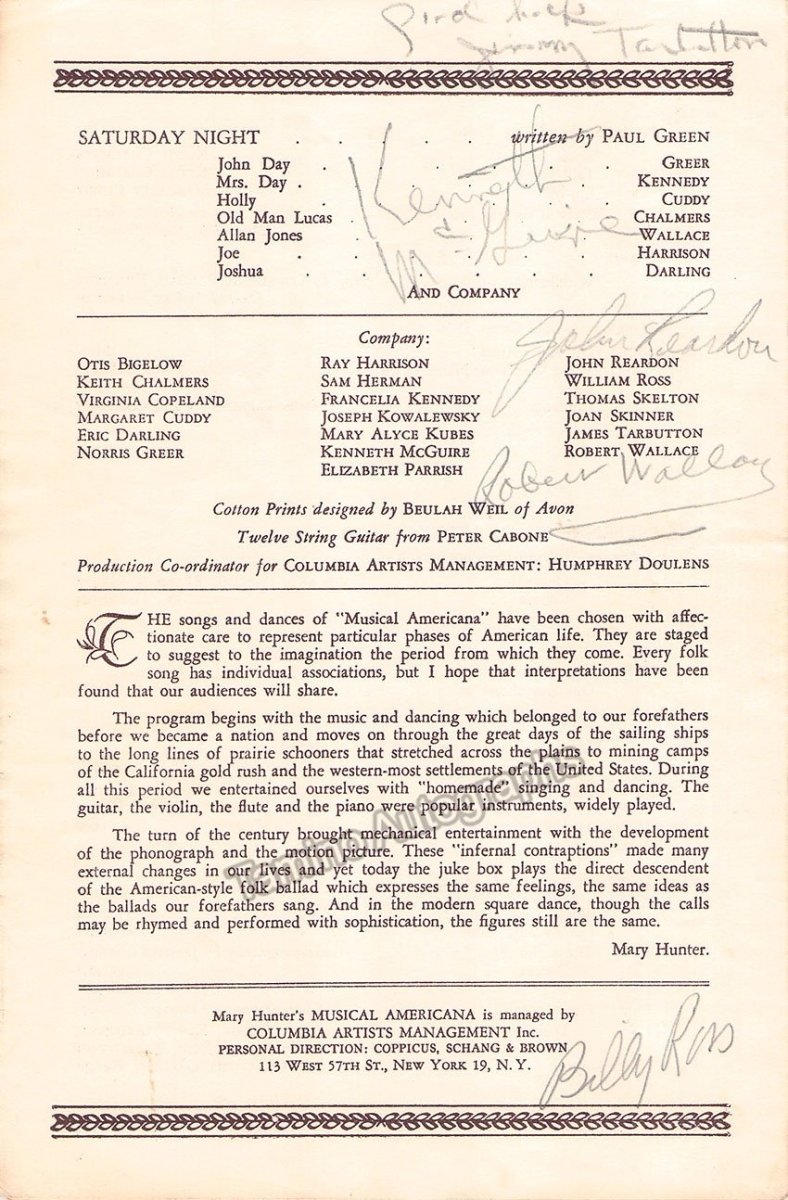 Good luck
Jimmy Tarbutton
SATURDAY NIGHT . . . . . written by PAUL GREEN
John Day . . . . . . GREER
Mrs. Day . . . . . . KENNEDY
Holly . . . . . . CUDDY
Old Man Lucas . . . . . CHALMERS
Allan Jones . . . . . WALLACE
Joe . . . . . . HARRISON
Joshua . . . . . . DARLING
AND COMPANY
Kenneth
McGuire
Company:
OTIS BIGELOW
KEITH CHALMERS
VIRGINIA COPELAND
MARGARET CUDDY
ERIC DARLING
NORRIS GREER
RAY HARRISON
SAM HERMAN
FRANCELIA KENNEDY
JOSEPH KOWALEWSKY
MARY ALYCE KUBES
KENNETH MCGUIRE
ELIZABETH PARRISH
John Reardon
JOHN REARDON
WILLIAM ROSS
THOMAS SKELTON
JOAN SKINNER
JAMES TARBUTTON
ROBERT WALLACE
Robert Wallace
Cotton Prints designed by BEULAH WEIL of Avon
Twelve String Guitar from PETER CABONE
Production Co-ordinator for COLUMBIA ARTISTS MANAGEMENT: HUMPHREY DOULENS
THE songs and dances of "Musical Americana" have been chosen with affec-
tionate care to represent particular phases of American life. They are staged
to suggest to the imagination the period from which they come. Every folk
song has individual associations, but I hope that interpretations have been
found that our audiences will share.
The program begins with the music and dancing which belonged to our forefathers
before we became a nation and moves on through the great days of the sailing ships
to the long lines of prairie schooners that stretched across the plains to mining camps
of the California gold rush and the western-most settlements of the United States. During
all this period we entertained ourselves with "homemade" singing and dancing. The
guitar, the violin, the flute and the piano were popular instruments, widely played.
The turn of the century brought mechanical entertainment with the development
of the phonograph and the motion picture. These "infernal contraptions" made many
external changes in our lives and yet today the juke box plays the direct descendent
of the American-style folk ballad which expresses the same feelings, the same ideas as
the ballads our forefathers sang. And in the modern square dance, though the calls
may be rhymed and performed with sophistication, the figures still are the same.
Mary Hunter.
Tamino Autographs
Mary Hunter's MUSICAL AMERICANA is managed by
COLUMBIA ARTISTS MANAGEMENT Inc.
PERSONAL DIRECTION: COPPICUS, SCHANG & BROWN
113 WEST 57TH ST., NEW YORK 19, N. Y.
Billy Ross